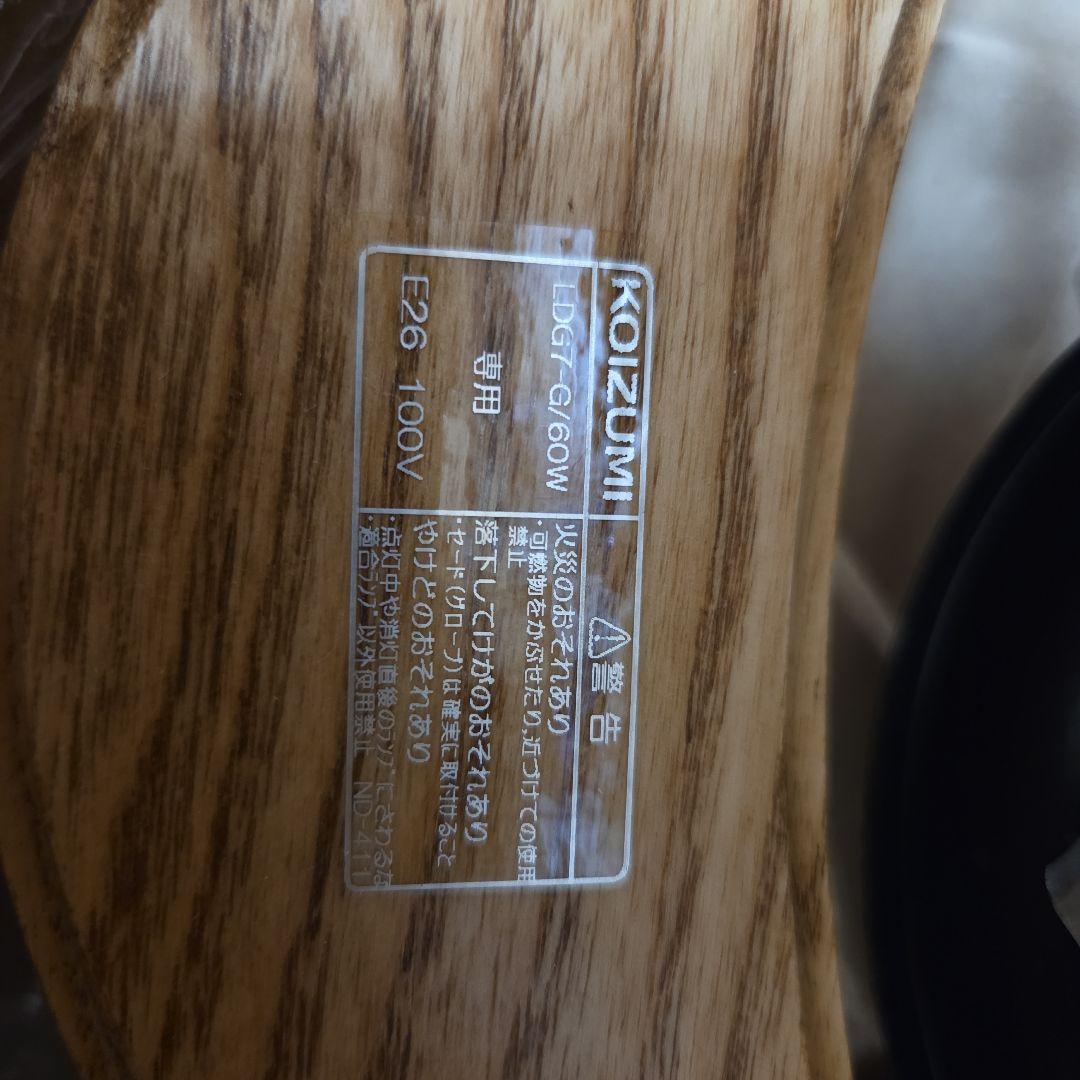 KOIZUMI
LDG7-G/60W
専用
E26 100V
⚠警告
火災のおそれあり
・可燃物をかぶせたり,近づけての使用
禁止
落下してけがのおそれあり
・セード(グローブ)は確実に取付けること
やけどのおそれあり
・点灯中や消灯直後のランプにさわるな
・適合ランプ以外使用禁止 ND-411